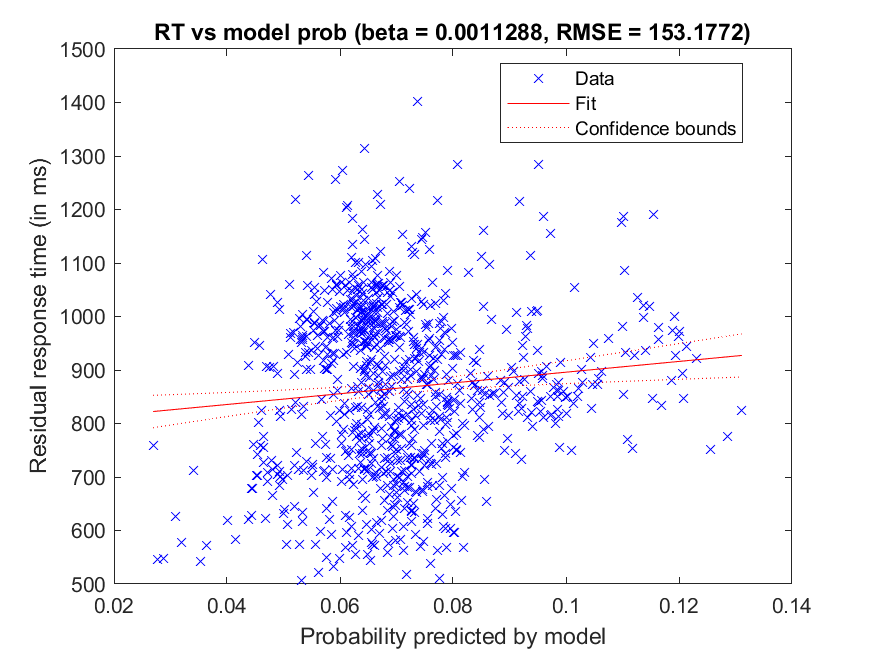 RT vs model prob (beta = 0.0011288, RMSE = 153.1772)
1500
1400
1300
1200
1100
1000
900
800
700
600
500
Residual response time (in ms)
Data
Fit
Confidence bounds
0.02 0.04 0.06 0.08 0.1 0.12 0.14
Probability predicted by model